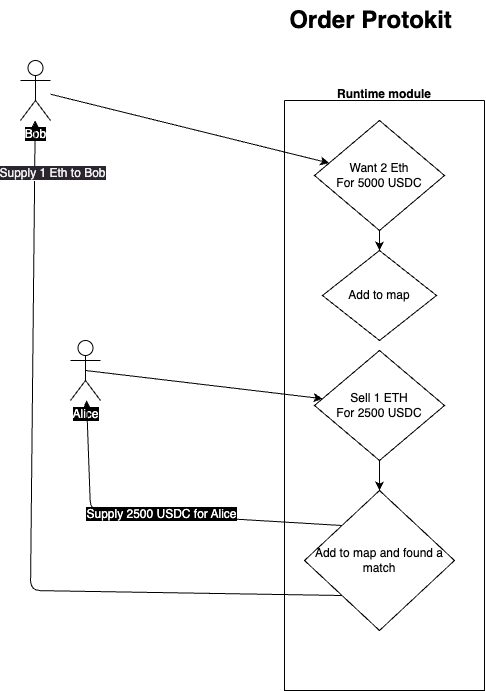 Order Protokit
Runtime module
Bob
Want 2 Eth
For 5000 USDC
Supply 1 Eth to Bob
Add to map
Sell 1 ETH
For 2500 USDC
Alice
Supply 2500 USDC for Alice
Add to map and found a
match